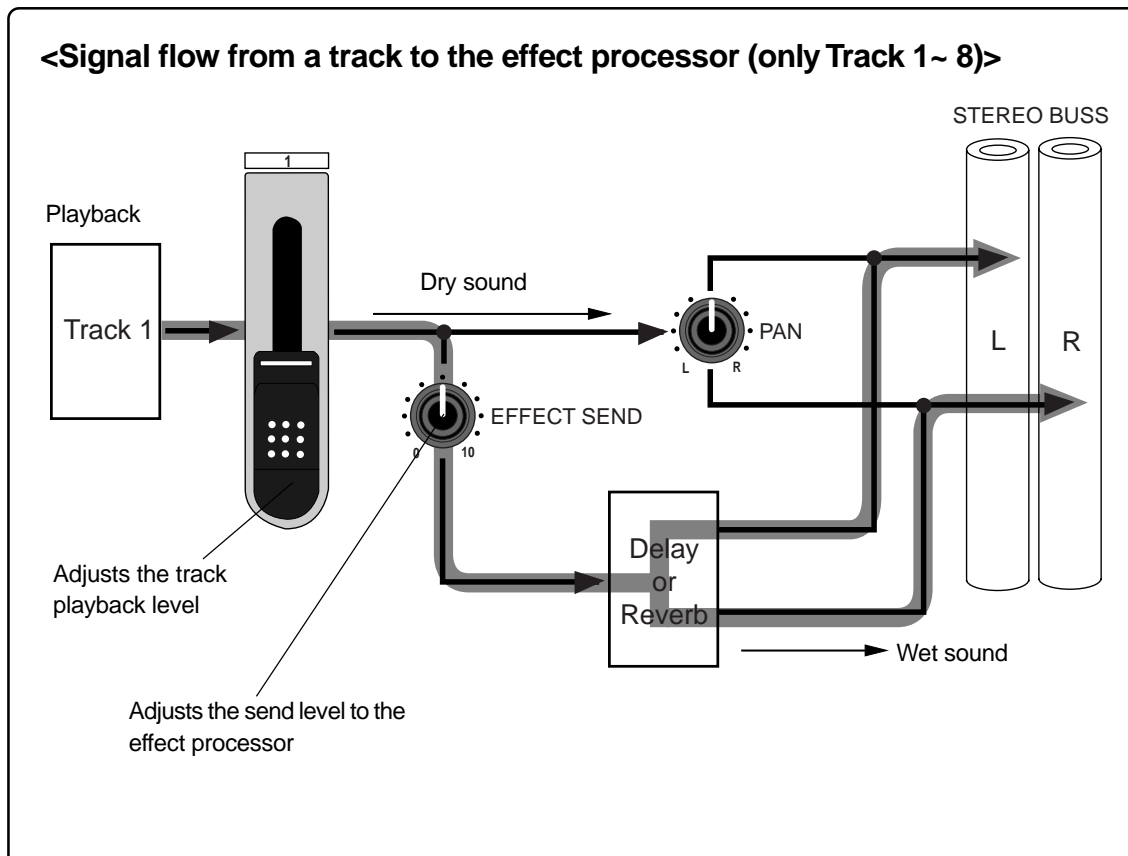 <Signal flow from a track to the effect processor (only Track 1~ 8)>
STEREO BUSS
1
Playback
Track 1
Dry sound
PAN
L R
L
R
EFFECT SEND
0 10
Delay
or
Reverb
Adjusts the track
playback level
Wet sound
Adjusts the send level to the
effect processor